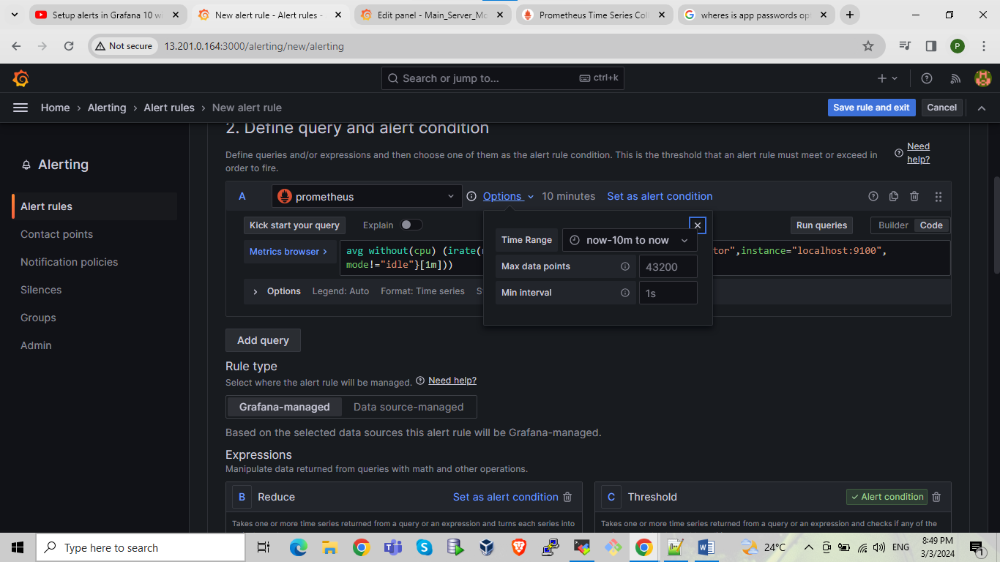 Setup alerts in Grafana 10 wi
New alert rule - Alert rules -
Edit panel - Main_Server_Mo
Prometheus Time Series Coll
wheres is app passwords opt
Not secure
13.201.0.164:3000/alerting/new/alerting
P
Search or jump to...
ctrl+k
Home › Alerting › Alert rules › New alert rule
Save rule and exit
Cancel
Alerting
Alert rules
Contact points
Notification policies
Silences
Groups
Admin
2. Define query and alert condition
Define queries and/or expressions and then choose one of them as the alert rule condition. This is the threshold that an alert rule must meet or exceed in
order to fire.
Need
help?
A
prometheus
Options
10 minutes
Set as alert condition
Kick start your query
Explain
Run queries
Builder
Code
Time Range
now-10m to now
Max data points
43200
Min interval
1s
Metrics browser >
avg without(cpu) (irate(
tor",instance="localhost:9100",
mode!="idle"}[1m]))
Options
Legend: Auto
Format: Time series
Add query
Rule type
Select where the alert rule will be managed.
Need help?
Grafana-managed
Data source-managed
Based on the selected data sources this alert rule will be Grafana-managed.
Expressions
Manipulate data returned from queries with math and other operations.
B
Reduce
Set as alert condition
Takes one or more time series returned from a query or an expression and turns each series into
C
Threshold
Alert condition
Takes one or more time series returned from a query or an expression and checks if any of the
Type here to search
24°C
ENG
8:49 PM
3/3/2024
1